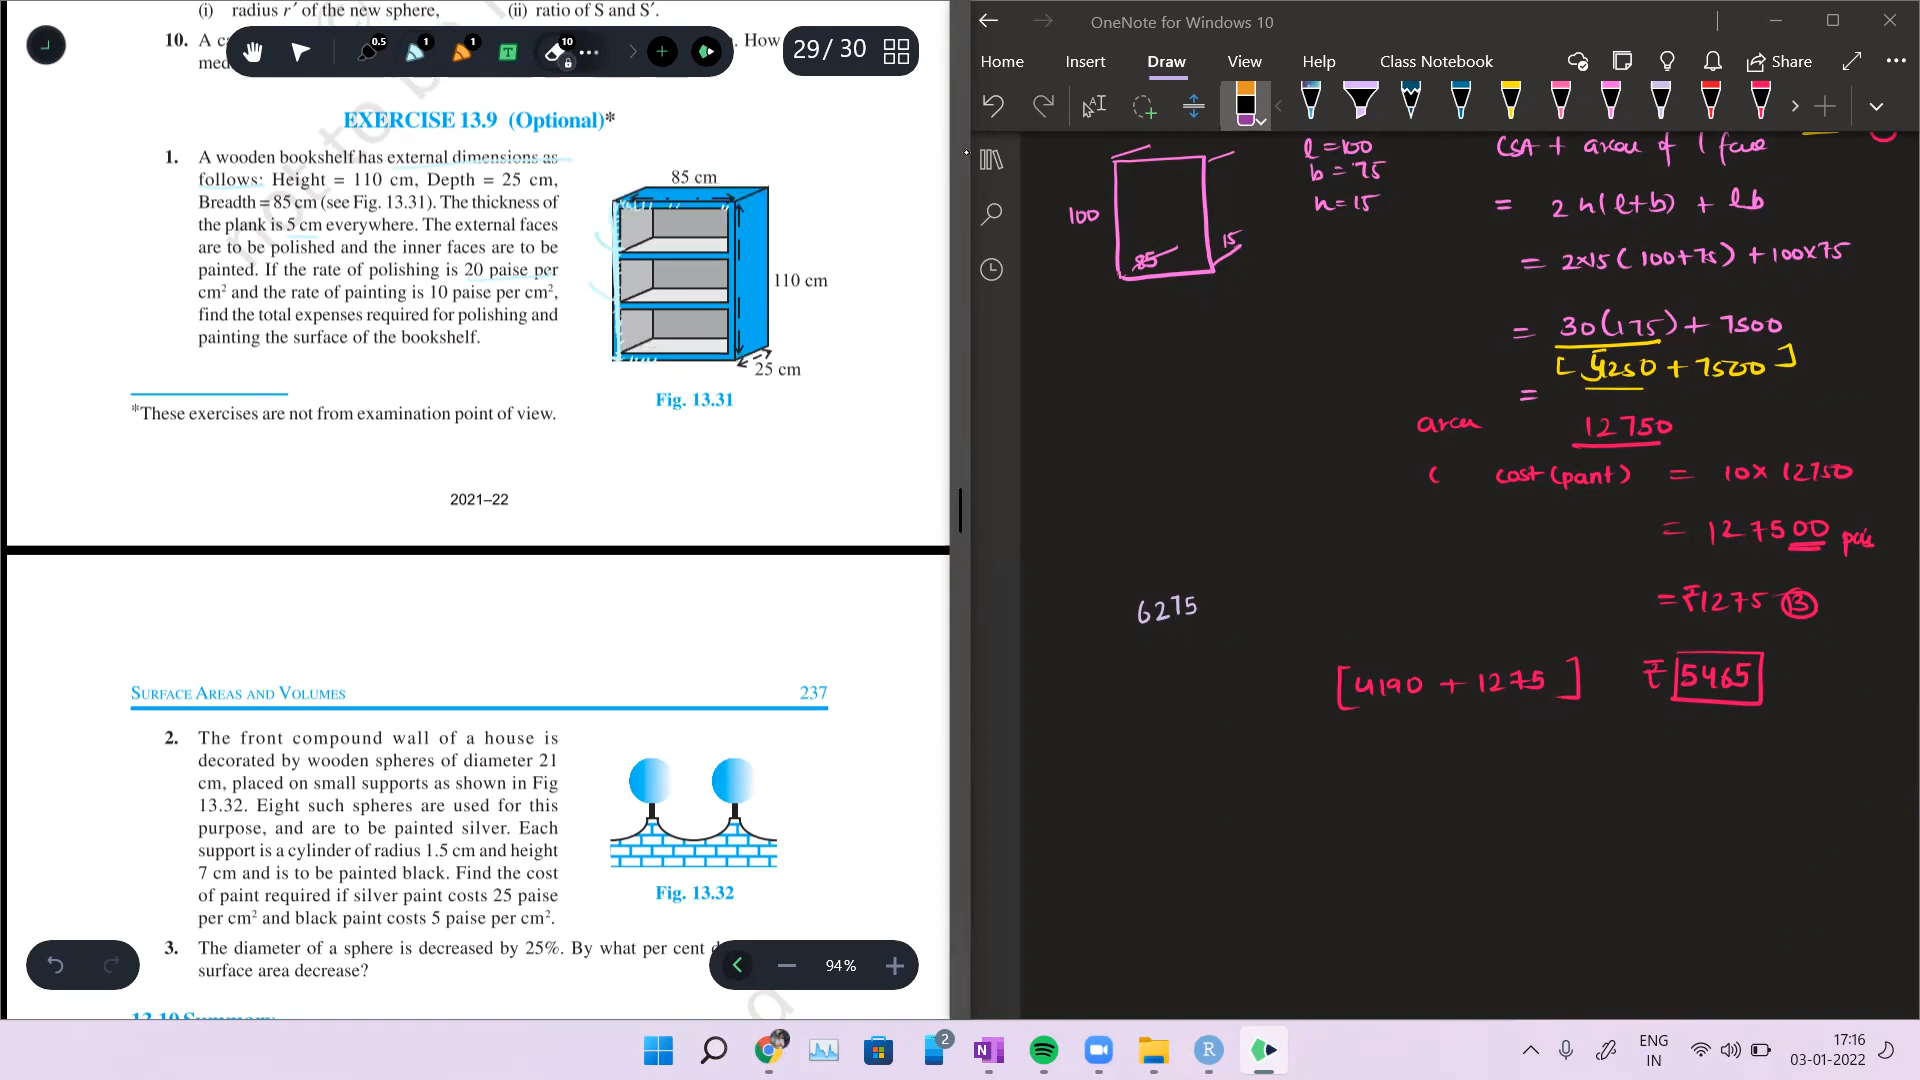 (i) radius r′ of the new sphere, (ii) ratio of S and S′.
10. A c . How
med
0.5
1
1
T
10
29/ 30
EXERCISE 13.9 (Optional)*
1. A wooden bookshelf has external dimensions as
follows: Height = 110 cm, Depth = 25 cm,
Breadth = 85 cm (see Fig. 13.31). The thickness of
the plank is 5 cm everywhere. The external faces
are to be polished and the inner faces are to be
painted. If the rate of polishing is 20 paise per
cm² and the rate of painting is 10 paise per cm²,
find the total expenses required for polishing and
painting the surface of the bookshelf.
85 cm
110 cm
25 cm
Fig. 13.31
*These exercises are not from examination point of view.
2021–22
SURFACE AREAS AND VOLUMES 237
2. The front compound wall of a house is
decorated by wooden spheres of diameter 21
cm, placed on small supports as shown in Fig
13.32. Eight such spheres are used for this
purpose, and are to be painted silver. Each
support is a cylinder of radius 1.5 cm and height
7 cm and is to be painted black. Find the cost
of paint required if silver paint costs 25 paise
per cm² and black paint costs 5 paise per cm².
Fig. 13.32
3. The diameter of a sphere is decreased by 25%. By what per cent d
surface area decrease?
94%
13.10 Summary
OneNote for Windows 10
Home Insert Draw View Help Class Notebook Share
100
85
15
l = 100
b = 75
h = 15
CSA + area of 1 face
= 2h(l+b) + lb
= 2×15(100+75) + 100×75
= 30(175) + 7500
= [5250 + 7500]
area 12750
( cost(pant) = 10× 12750
= 127500 pais
= ₹1275 (13)
6275
[4190 + 1275] ₹ 5465
2
N
R
ENG
IN
17:16
03-01-2022